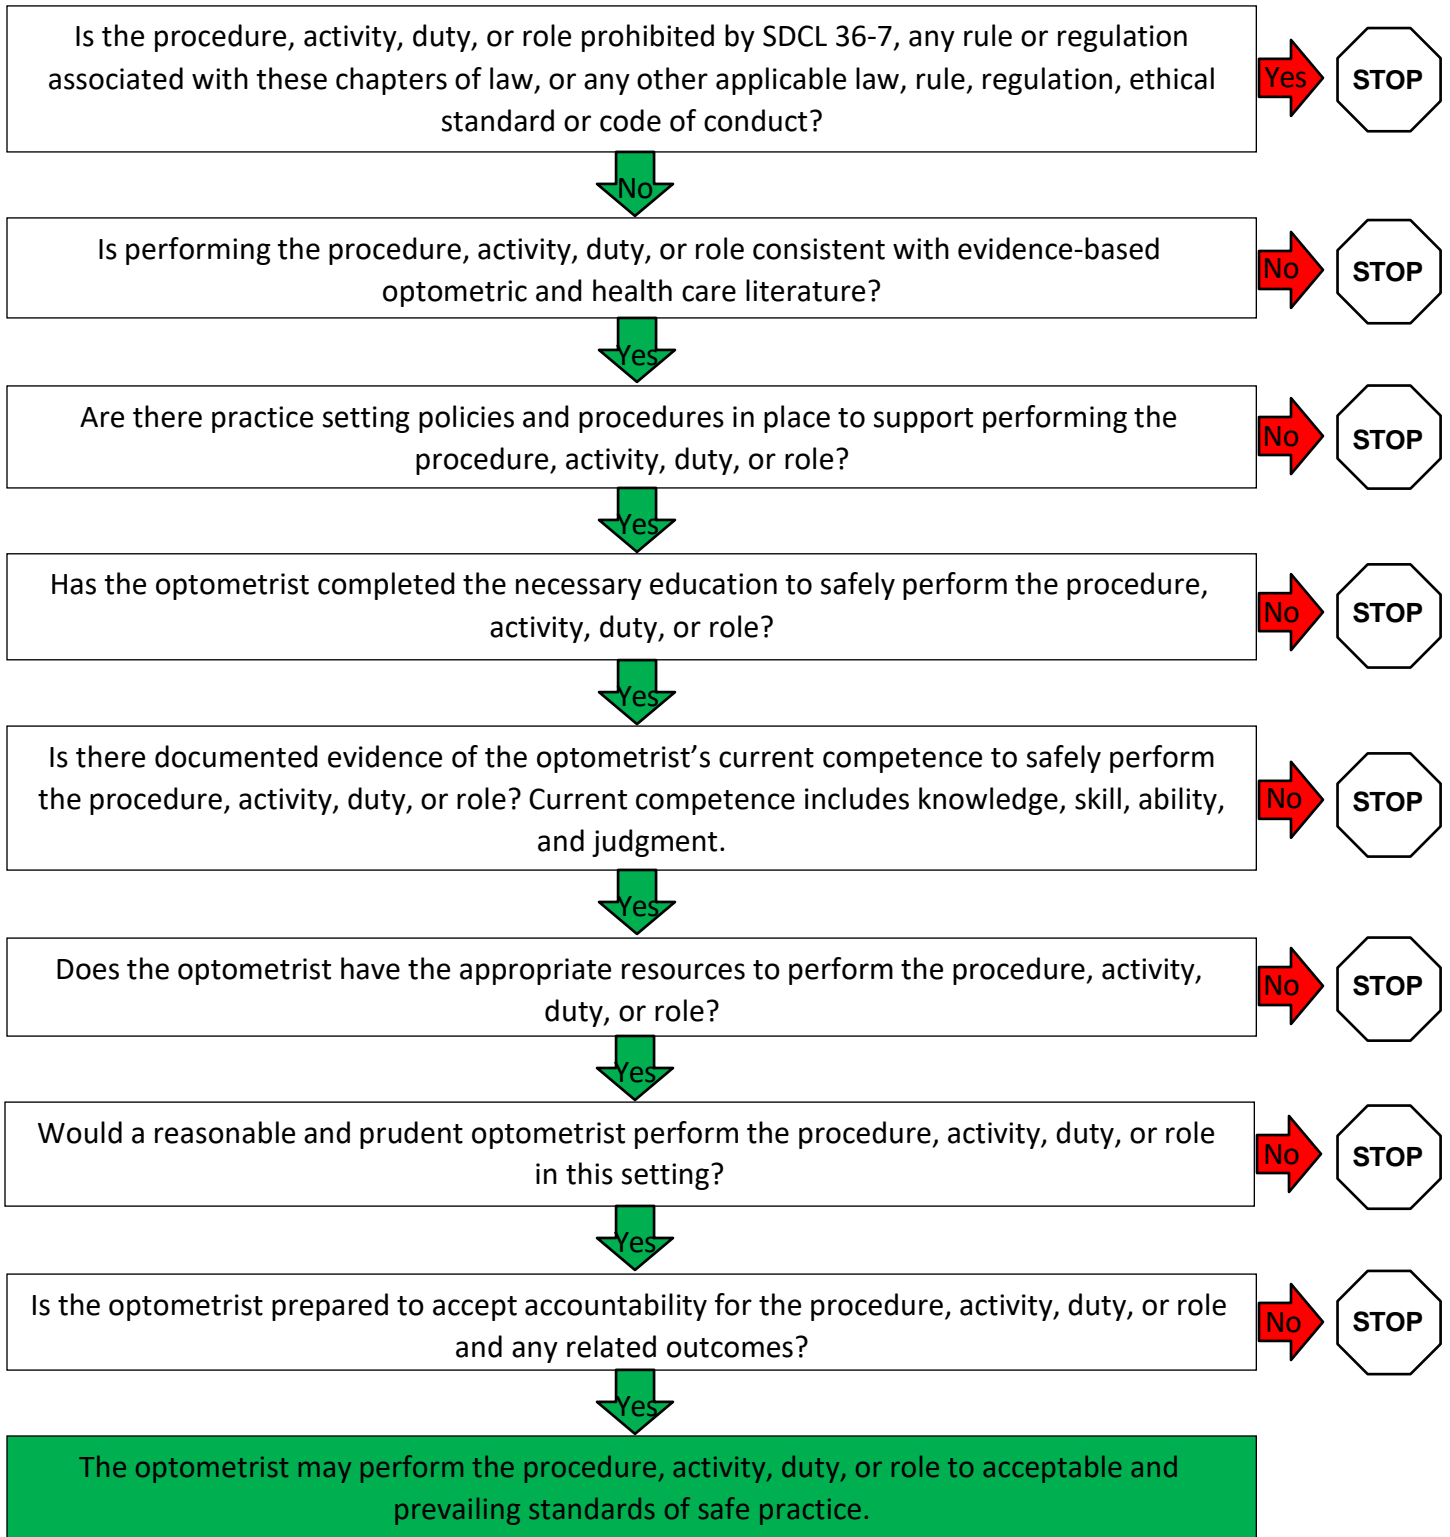 Is the procedure, activity, duty, or role prohibited by SDCL 36-7, any rule or regulation
associated with these chapters of law, or any other applicable law, rule, regulation, ethical
standard or code of conduct?
Yes
STOP
No
Is performing the procedure, activity, duty, or role consistent with evidence-based
optometric and health care literature?
No
STOP
Yes
Are there practice setting policies and procedures in place to support performing the
procedure, activity, duty, or role?
No
STOP
Yes
Has the optometrist completed the necessary education to safely perform the procedure,
activity, duty, or role?
No
STOP
Yes
Is there documented evidence of the optometrist’s current competence to safely perform
the procedure, activity, duty, or role? Current competence includes knowledge, skill, ability,
and judgment.
No
STOP
Yes
Does the optometrist have the appropriate resources to perform the procedure, activity,
duty, or role?
No
STOP
Yes
Would a reasonable and prudent optometrist perform the procedure, activity, duty, or role
in this setting?
No
STOP
Yes
Is the optometrist prepared to accept accountability for the procedure, activity, duty, or role
and any related outcomes?
No
STOP
Yes
The optometrist may perform the procedure, activity, duty, or role to acceptable and
prevailing standards of safe practice.